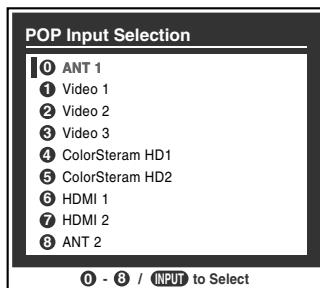 POP Input Selection
0 ANT 1
1 Video 1
2 Video 2
3 Video 3
4 ColorSteram HD1
5 ColorSteram HD2
6 HDMI 1
7 HDMI 2
8 ANT 2
0 - 8 / INPUT to Select